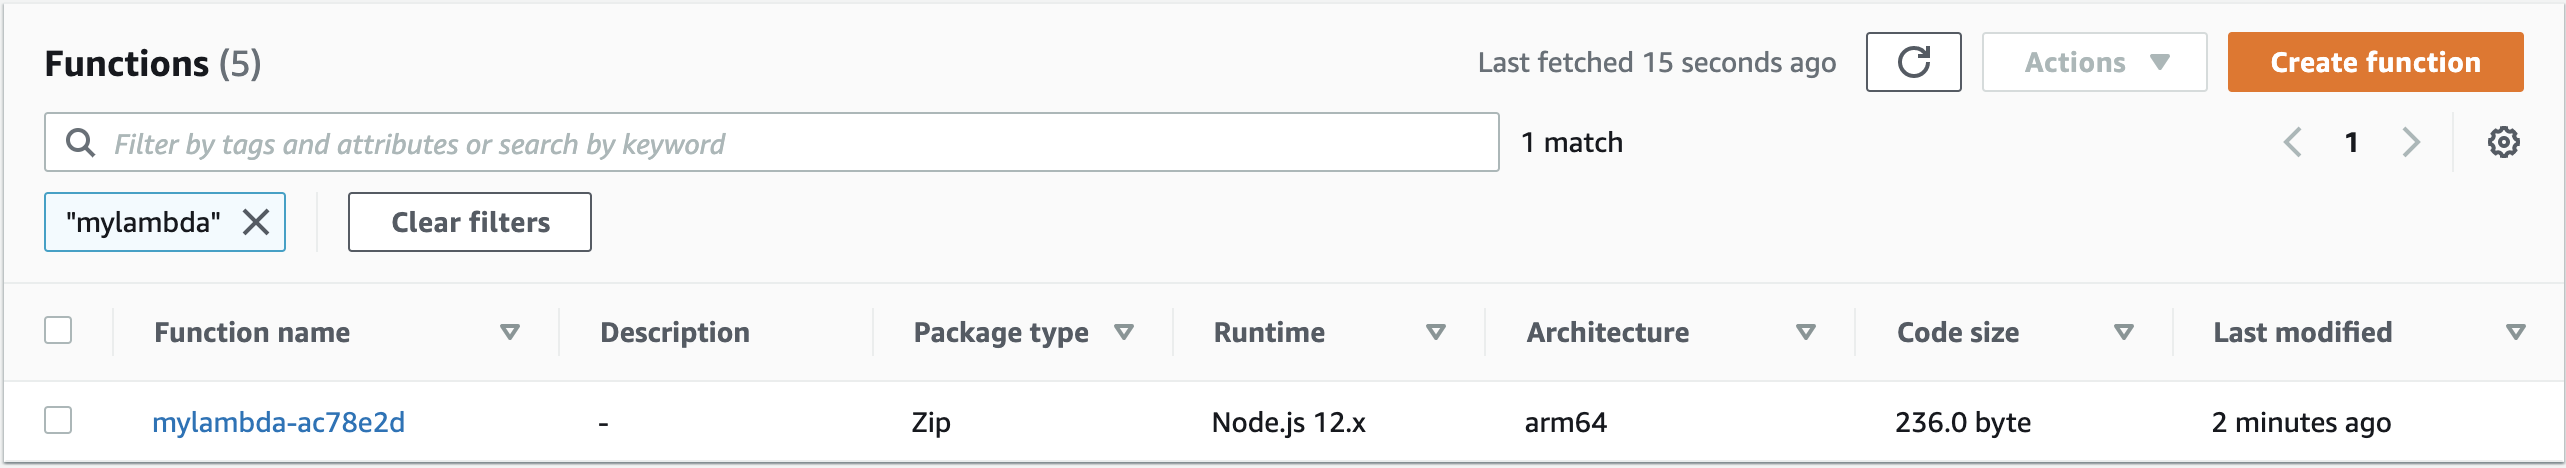 Functions (5) Last fetched 15 seconds ago Actions Create function
Filter by tags and attributes or search by keyword 1 match 1
"mylambda" Clear filters
Function name Description Package type Runtime Architecture Code size Last modified
mylambda-ac78e2d - Zip Node.js 12.x arm64 236.0 byte 2 minutes ago